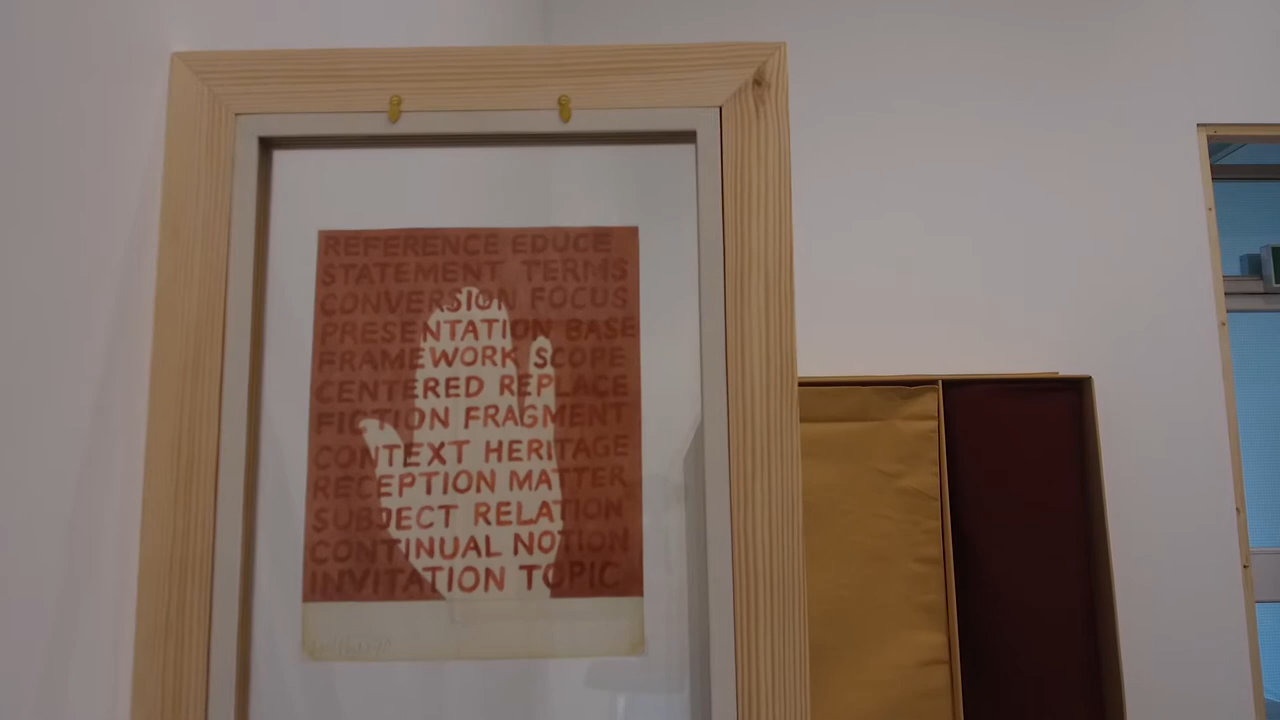 REFERENCE EDUCE
STATEMENT TERMS
CONVERSION FOCUS
PRESENTATION BASE
FRAMEWORK SCOPE
CENTERED REPLACE
FICTION FRAGMENT
CONTEXT HERITAGE
RECEPTION MATTER
SUBJECT RELATION
CONTINUAL NOTION
INVITATION TOPIC